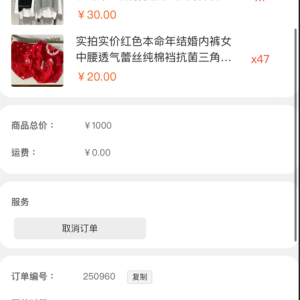 ¥30.00
实拍实价红色本命年结婚内裤女
中腰透气蕾丝纯棉裆抗菌三角…
x47
¥20.00
商品总价：
¥1000
运费：
¥0.00
服务
取消订单
订单编号：
250960
复制